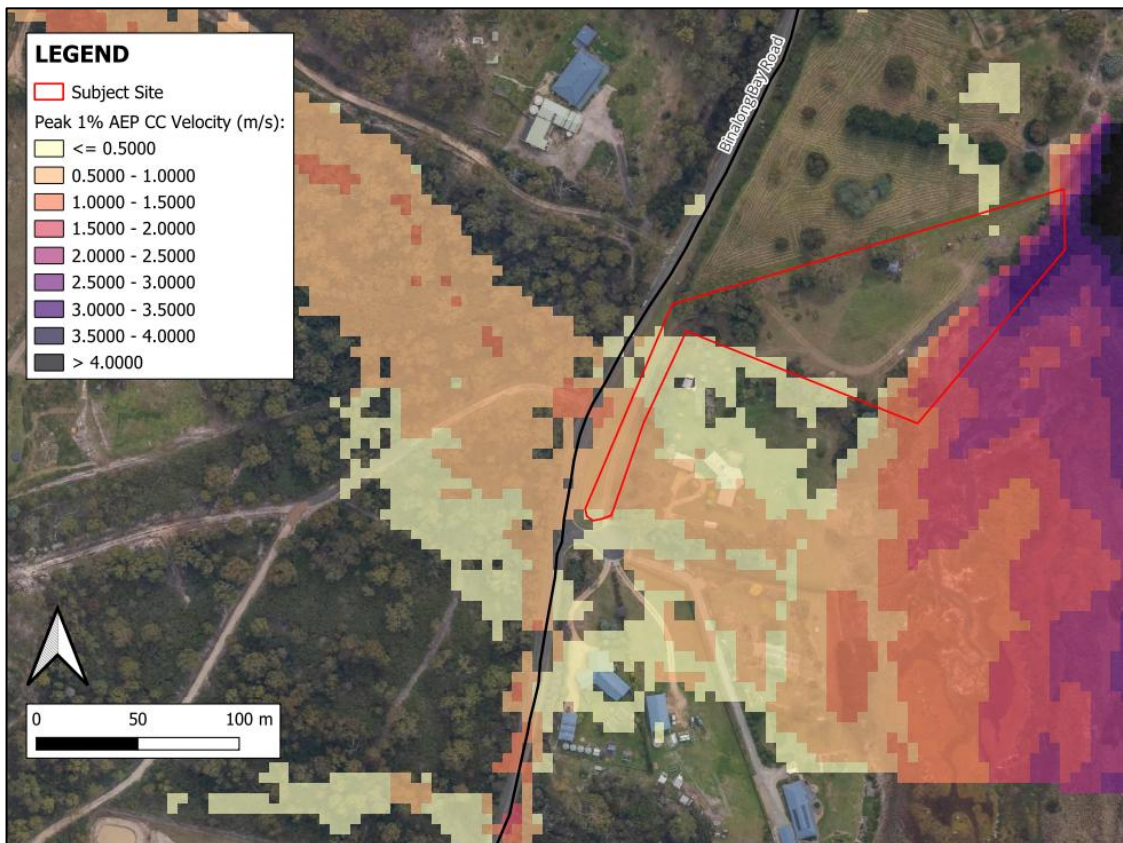 LEGEND
Subject Site
Peak 1% AEP CC Velocity (m/s):
<= 0.5000
0.5000 - 1.0000
1.0000 - 1.5000
1.5000 - 2.0000
2.0000 - 2.5000
2.5000 - 3.0000
3.0000 - 3.5000
3.5000 - 4.0000
> 4.0000
Binalong Bay Road
0 50 100 m